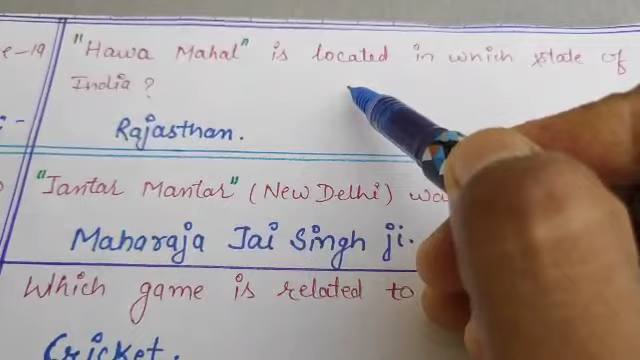 e-19 "Hawa Mahal" is located in which state of
India?
:- Rajasthan.
"Jantar Mantar" (New Delhi) wa
Maharaja Jai Singh ji.
Which game is related to
Cricket.